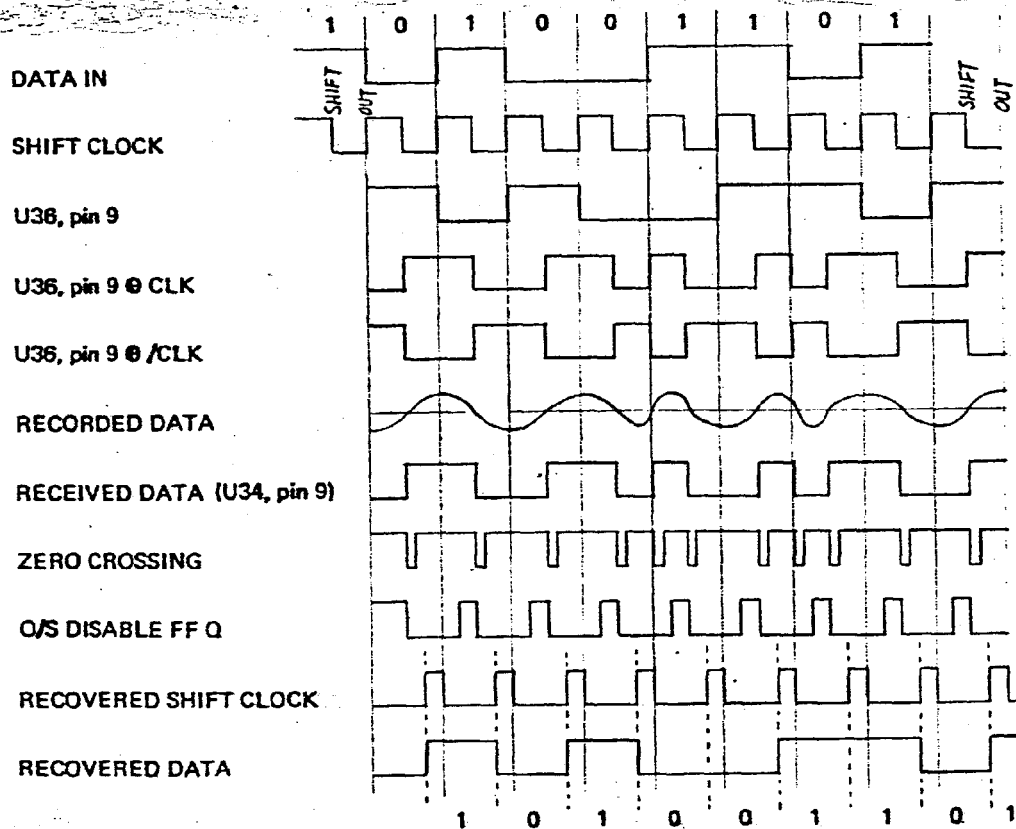 1 0 1 0 0 1 1 0 1
DATA IN
SHIFT
OUT
SHIFT
OUT
SHIFT CLOCK
U36, pin 9
U36, pin 9 ⊕ CLK
U36, pin 9 ⊕ /CLK
RECORDED DATA
RECEIVED DATA (U34, pin 9)
ZERO CROSSING
O/S DISABLE FF Q
RECOVERED SHIFT CLOCK
RECOVERED DATA
1 0 1 0 0 1 1 0 1